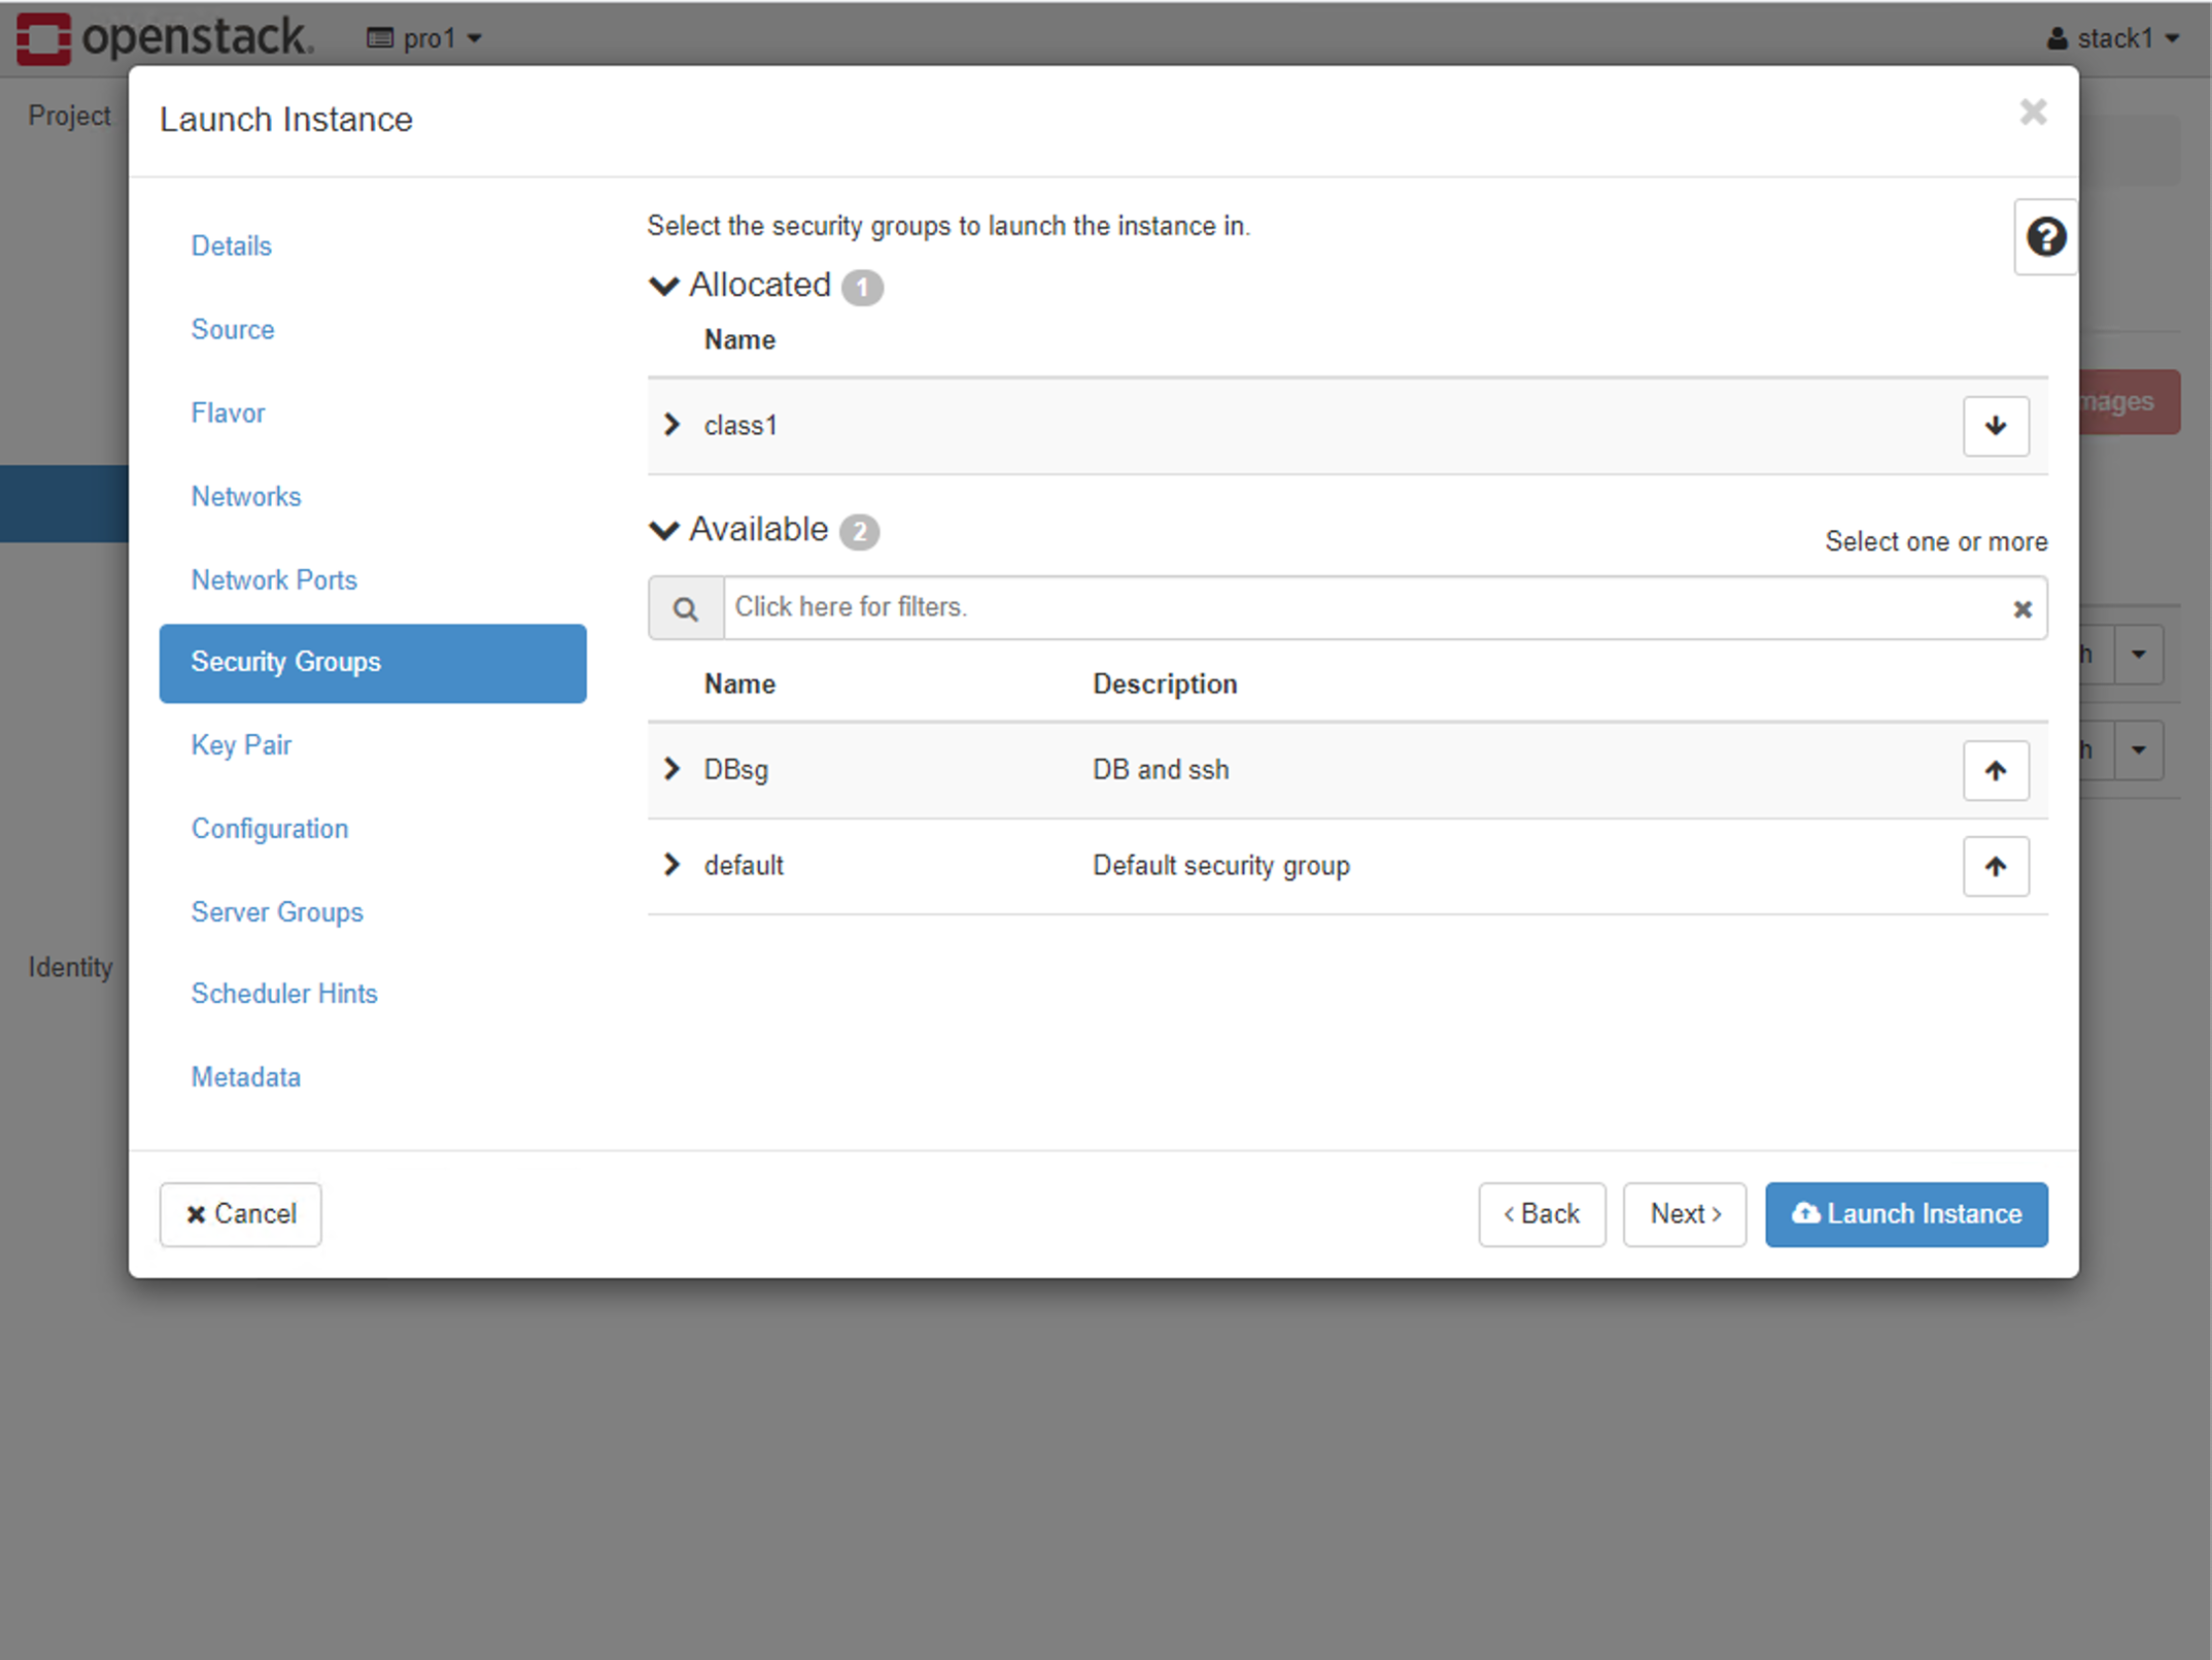 openstack. pro1 stack1
Project
Launch Instance
Details
Source
Flavor
Networks
Network Ports
Security Groups
Key Pair
Configuration
Server Groups
Scheduler Hints
Metadata
Identity
Select the security groups to launch the instance in.
Allocated 1
Name
class1
Available 2
Select one or more
Click here for filters.
Name Description
DBsg DB and ssh
default Default security group
Cancel
Back
Next
Launch Instance